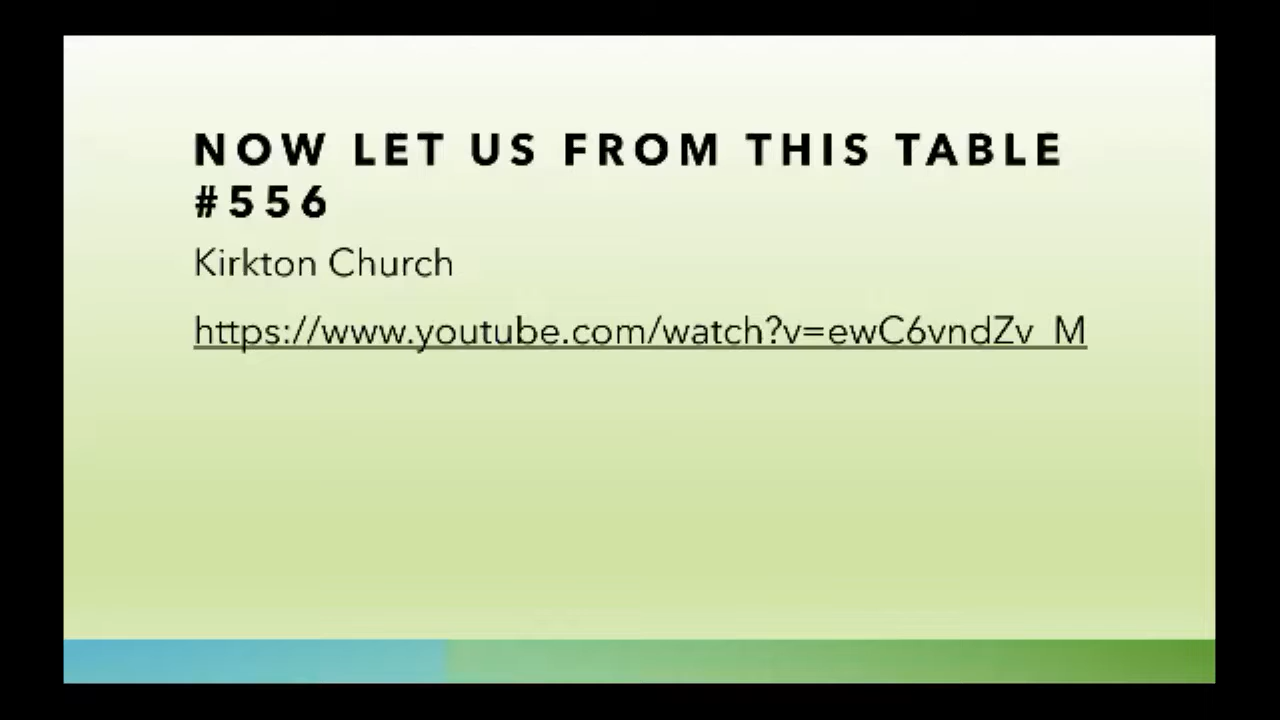 NOW LET US FROM THIS TABLE
#556
Kirkton Church
https://www.youtube.com/watch?v=ewC6vndZv_M